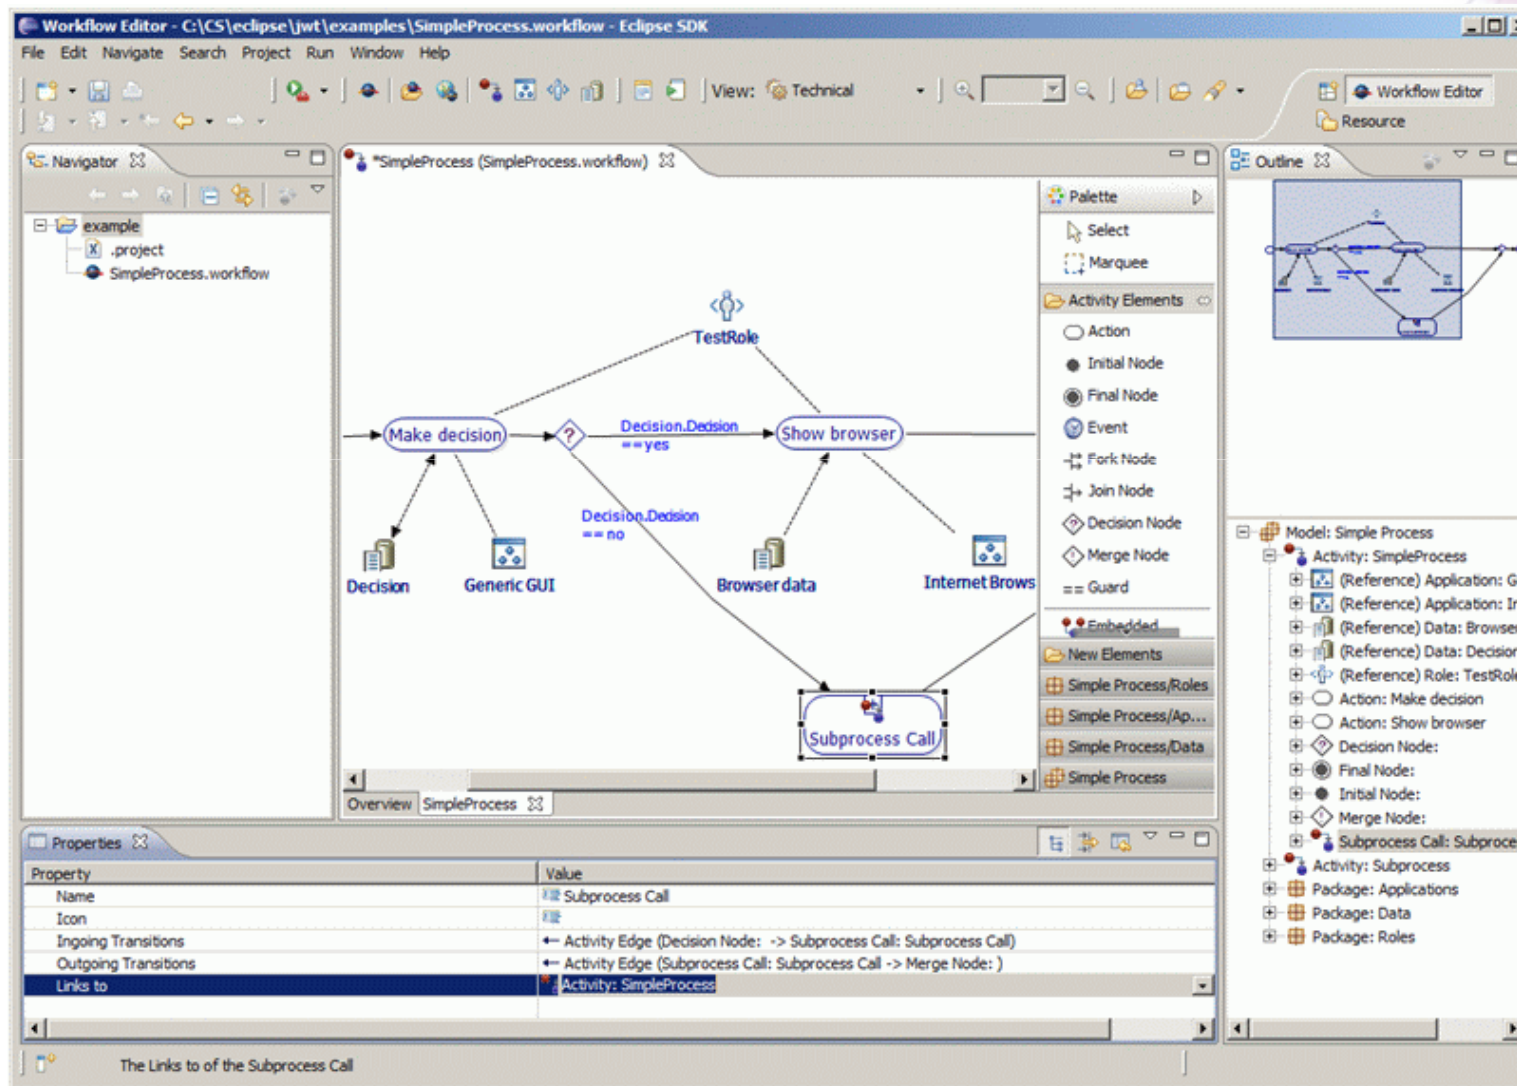 Workflow Editor - C:\CS\eclipse\jwt\examples\SimpleProcess.workflow - Eclipse SDK
File Edit Navigate Search Project Run Window Help
View: Technical
Workflow Editor
Resource
Navigator
example
.project
SimpleProcess.workflow
*SimpleProcess (SimpleProcess.workflow)
TestRole
Make decision
?
Decision.Decision
==yes
Show browser
Decision.Decision
== no
Decision
Generic GUI
Browser data
Internet Brows
Subprocess Call
Overview SimpleProcess
Palette
Select
Marquee
Activity Elements
Action
Initial Node
Final Node
Event
Fork Node
Join Node
Decision Node
Merge Node
== Guard
Embedded
New Elements
Simple Process/Roles
Simple Process/Ap...
Simple Process/Data
Simple Process
Outline
Model: Simple Process
Activity: SimpleProcess
(Reference) Application: G
(Reference) Application: In
(Reference) Data: Browser
(Reference) Data: Decision
(Reference) Role: TestRole
Action: Make decision
Action: Show browser
Decision Node:
Final Node:
Initial Node:
Merge Node:
Subprocess Call: Subproce
Activity: Subprocess
Package: Applications
Package: Data
Package: Roles
Properties
Property Value
Name Subprocess Call
Icon
Ingoing Transitions Activity Edge (Decision Node: -> Subprocess Call: Subprocess Call)
Outgoing Transitions Activity Edge (Subprocess Call: Subprocess Call -> Merge Node: )
Links to Activity: SimpleProcess
The Links to of the Subprocess Call